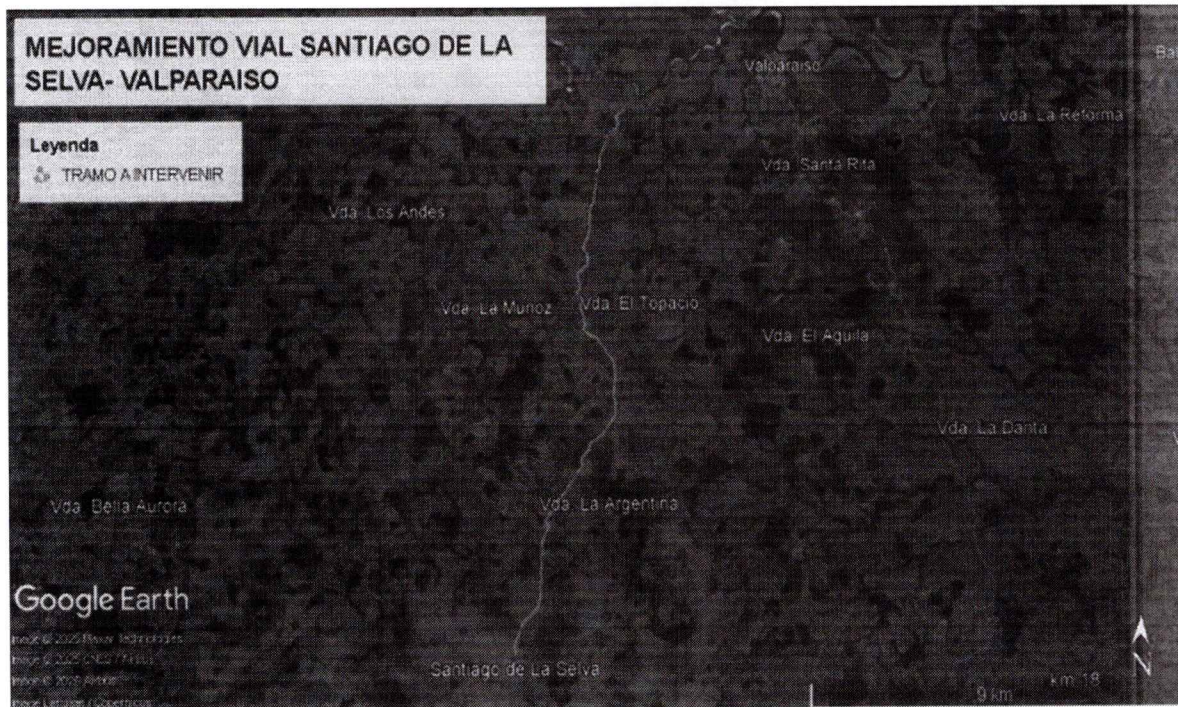 MEJORAMIENTO VIAL SANTIAGO DE LA
SELVA- VALPARAISO
Leyenda
TRAMO A INTERVENIR
Valparaiso
Vda. La Reforma
Vda. Santa Rita
Vda. Los Andes
Vda. La Muñoz
Vda. El Topacio
Vda. El Aguila
Vda. La Danta
Vda. Bella Aurora
Vda. La Argentina
Google Earth
Santiago de La Selva
km 18
9 km
N